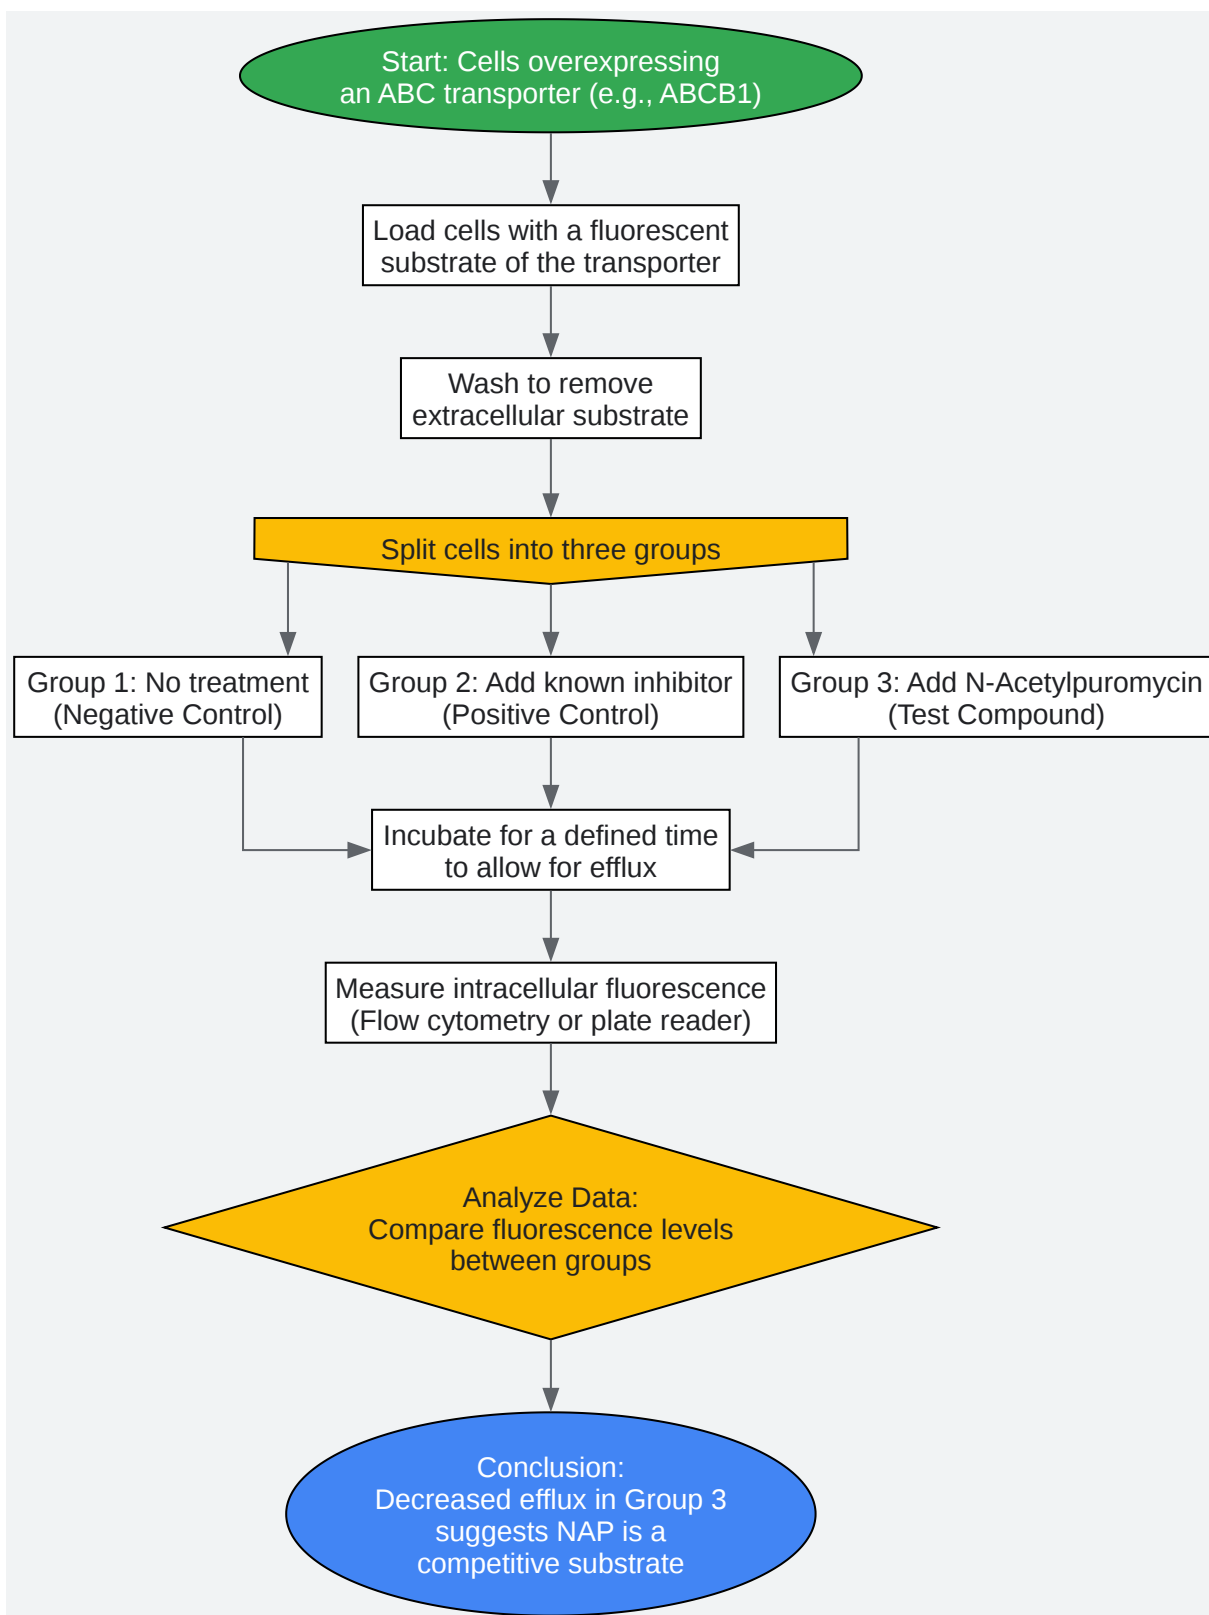 Start: Cells overexpressing
an ABC transporter (e.g., ABCB1)
Load cells with a fluorescent
substrate of the transporter
Wash to remove
extracellular substrate
Split cells into three groups
Group 1: No treatment
(Negative Control)
Group 2: Add known inhibitor
(Positive Control)
Group 3: Add N-Acetylpuromycin
(Test Compound)
Incubate for a defined time
to allow for efflux
Measure intracellular fluorescence
(Flow cytometry or plate reader)
Analyze Data:
Compare fluorescence levels
between groups
Conclusion:
Decreased efflux in Group 3
suggests NAP is a
competitive substrate